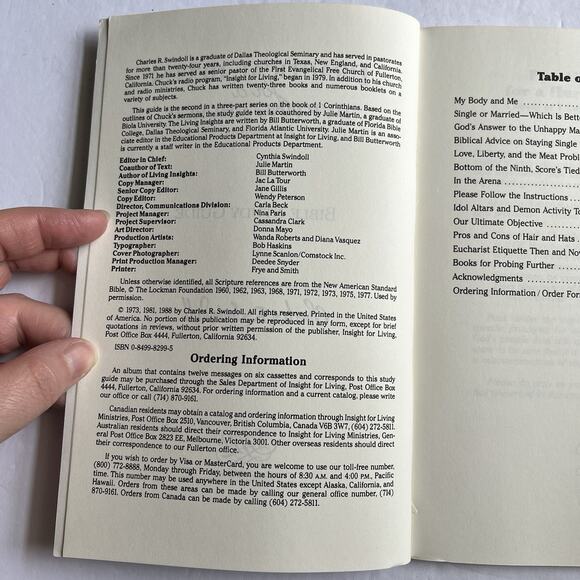 Charles R. Swindoll is a graduate of Dallas Theological Seminary and has served in pastorates
for more than twenty-four years, including churches in Texas, New England, and California.
Since 1971 he has served as senior pastor of the First Evangelical Free Church of Fullerton,
California. Chuck's radio program, "Insight for Living," began in 1979. In addition to his church
and radio ministries, Chuck has written twenty-three books and numerous booklets on a
variety of subjects.
This guide is the second in a three-part series on the book of 1 Corinthians. Based on the
outlines of Chuck's sermons, the study guide text is coauthored by Julie Martin, a graduate of
Biola University. The Living Insights are written by Bill Butterworth, a graduate of Florida Bible
College, Dallas Theological Seminary, and Florida Atlantic University. Julie Martin is an asso-
ciate editor in the Educational Products Department at Insight for Living, and Bill Butterworth
is currently a staff writer in the Educational Products Department.
Editor in Chief: Cynthia Swindoll
Coauthor of Text: Julie Martin
Author of Living Insights: Bill Butterworth
Copy Manager: Jac La Tour
Senior Copy Editor: Jane Gillis
Copy Editor: Wendy Peterson
Director, Communications Division: Carla Beck
Project Manager: Nina Paris
Project Supervisor: Cassandra Clark
Art Director: Donna Mayo
Production Artists: Wanda Roberts and Diana Vasquez
Typographer: Bob Haskins
Cover Photographer: Lynne Scanlon/Comstock Inc.
Print Production Manager: Deedee Snyder
Printer: Frye and Smith
Unless otherwise identified, all Scripture references are from the New American Standard
Bible, © The Lockman Foundation 1960, 1962, 1963, 1968, 1971, 1972, 1973, 1975, 1977. Used by
permission.
© 1973, 1981, 1988 by Charles R. Swindoll. All rights reserved. Printed in the United States
of America. No portion of this publication may be reproduced in any form, except for brief
quotations in reviews, without prior written permission of the publisher, Insight for Living,
Post Office Box 4444, Fullerton, California 92634.
ISBN 0-8499-8299-5
Ordering Information
An album that contains twelve messages on six cassettes and corresponds to this study
guide may be purchased through the Sales Department of Insight for Living, Post Office Box
4444, Fullerton, California 92634. For ordering information and a current catalog, please write
our office or call (714) 870-9161.
Canadian residents may obtain a catalog and ordering information through Insight for Living
Ministries, Post Office Box 2510, Vancouver, British Columbia, Canada V6B 3W7, (604) 272-5811.
Australian residents should direct their correspondence to Insight for Living Ministries, Gen-
eral Post Office Box 2823 EE, Melbourne, Victoria 3001. Other overseas residents should direct
their correspondence to our Fullerton office.
If you wish to order by Visa or MasterCard, you are welcome to use our toll-free number,
(800) 772-8888, Monday through Friday, between the hours of 8:30 A.M. and 4:00 P.M., Pacific
time. This number may be used anywhere in the United States except Alaska, California, and
Hawaii. Orders from these areas can be made by calling our general office number, (714)
870-9161. Orders from Canada can be made by calling (604) 272-5811.
Table o
My Body and Me
Single or Married—Which Is Bett
God's Answer to the Unhappy Ma
Biblical Advice on Staying Single
Love, Liberty, and the Meat Probl
Bottom of the Ninth, Score's Tied
In the Arena
Please Follow the Instructions
Idol Altars and Demon Activity T
Our Ultimate Objective
Pros and Cons of Hair and Hats
Eucharist Etiquette Then and Nov
Books for Probing Further
Acknowledgments
Ordering Information/Order For